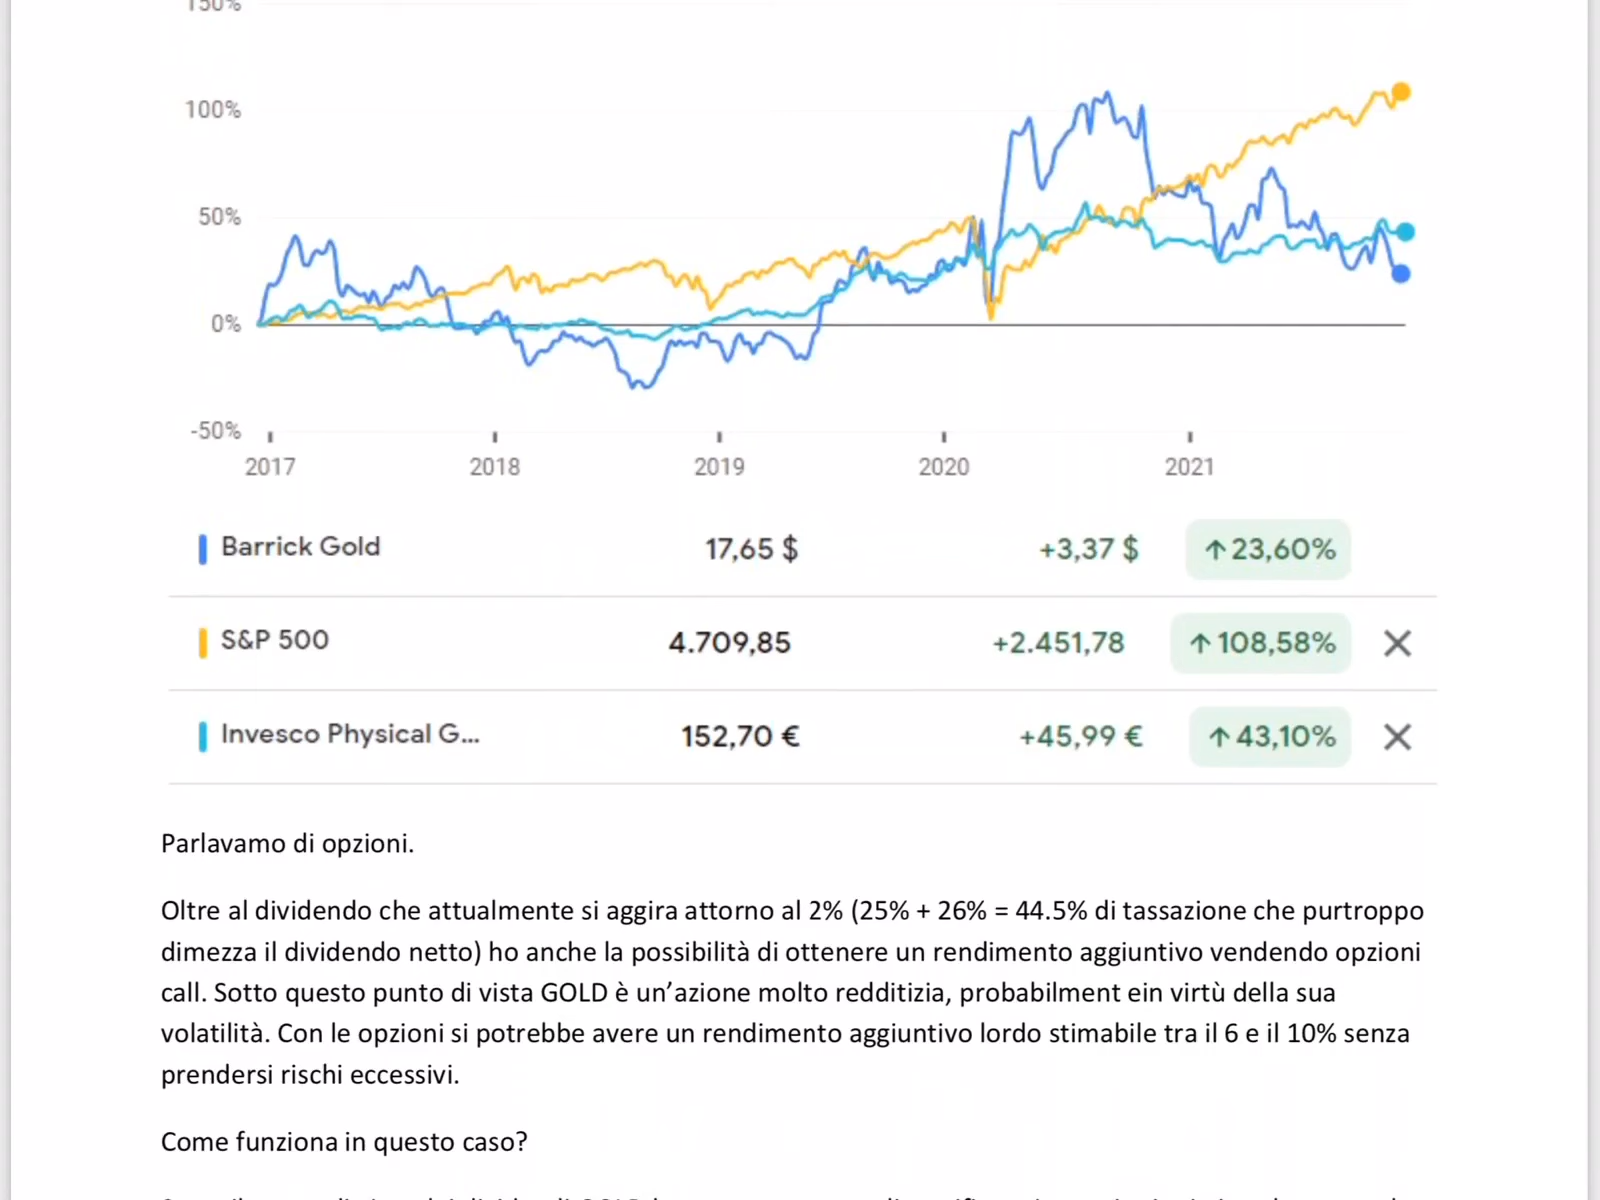 150%
100%
50%
0%
-50%
2017 2018 2019 2020 2021
Barrick Gold 17,65 $ +3,37 $ ↑ 23,60%
S&P 500 4.709,85 +2.451,78 ↑ 108,58%
Invesco Physical G... 152,70 € +45,99 € ↑ 43,10%
Parlavamo di opzioni.
Oltre al dividendo che attualmente si aggira attorno al 2% (25% + 26% = 44.5% di tassazione che purtroppo
dimezza il dividendo netto) ho anche la possibilità di ottenere un rendimento aggiuntivo vendendo opzioni
call. Sotto questo punto di vista GOLD è un’azione molto redditizia, probabilment ein virtù della sua
volatilità. Con le opzioni si potrebbe avere un rendimento aggiuntivo lordo stimabile tra il 6 e il 10% senza
prendersi rischi eccessivi.
Come funziona in questo caso?